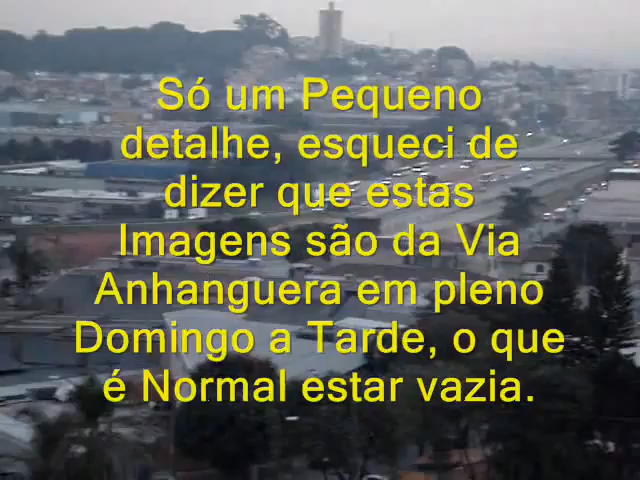 Só um Pequeno
detalhe, esqueci de
dizer que estas
Imagens são da Via
Anhanguera em pleno
Domingo a Tarde, o que
é Normal estar vazia.